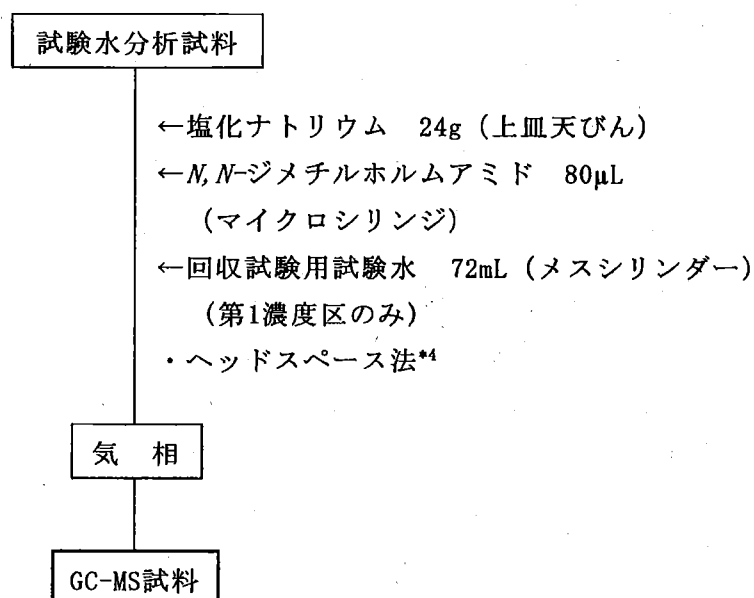 試験水分析試料
←塩化ナトリウム 24g (上皿天びん)
←N,N-ジメチルホルムアミド 80μL
(マイクロシリンジ)
←回収試験用試験水 72mL (メスシリンダー)
(第1濃度区のみ)
・ヘッドスペース法*4
気 相
GC-MS試料